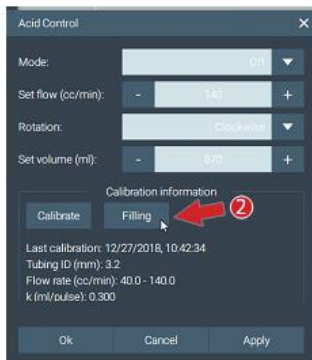 Acid Control ×
Mode: Off
Set flow (cc/min): - 140 +
Rotation: Clockwise
Set volume (ml): - 870 +
Calibration information
Calibrate Filling 2
Last calibration: 12/27/2018, 10:42:34
Tubing ID (mm): 3.2
Flow rate (cc/min): 40.0 - 140.0
k (ml/pulse): 0.300
Ok Cancel Apply